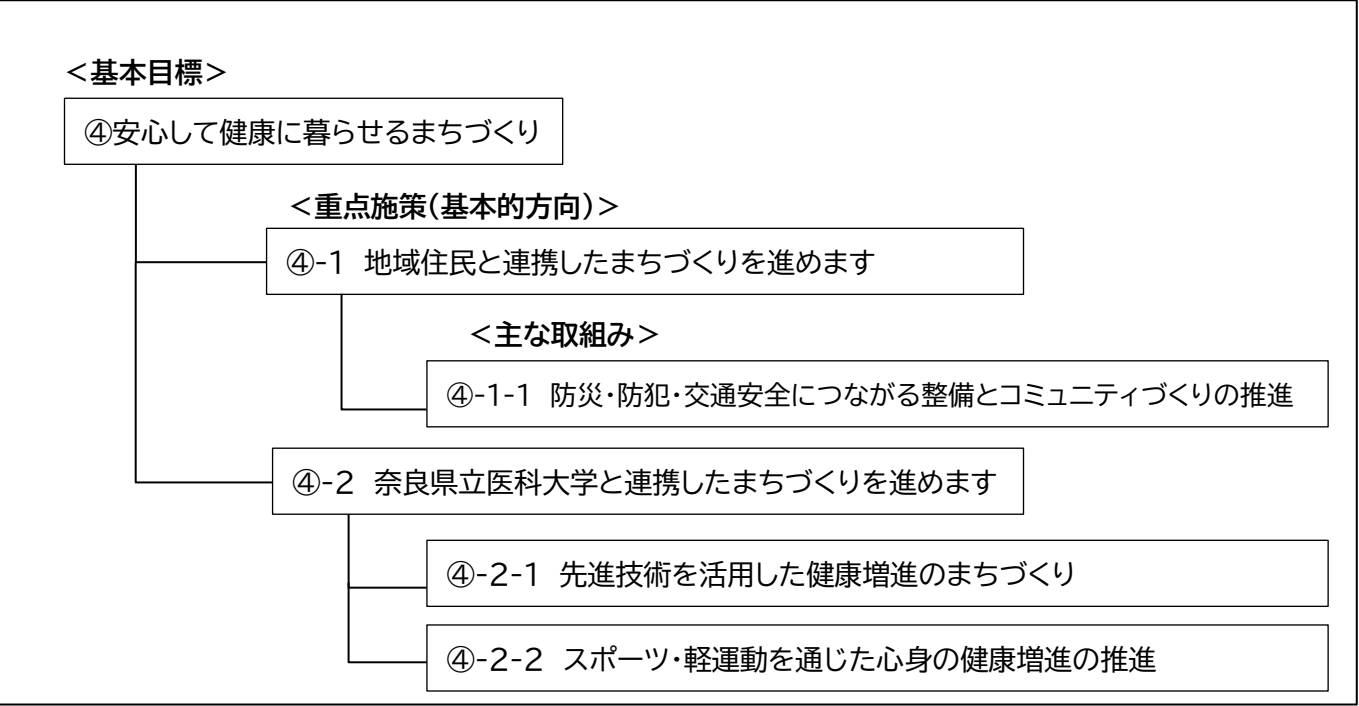 ＜基本目標＞
④安心して健康に暮らせるまちづくり
＜重点施策(基本的方向)＞
④-1 地域住民と連携したまちづくりを進めます
＜主な取組み＞
④-1-1 防災・防犯・交通安全につながる整備とコミュニティづくりの推進
④-2 奈良県立医科大学と連携したまちづくりを進めます
④-2-1 先進技術を活用した健康増進のまちづくり
④-2-2 スポーツ・軽運動を通じた心身の健康増進の推進